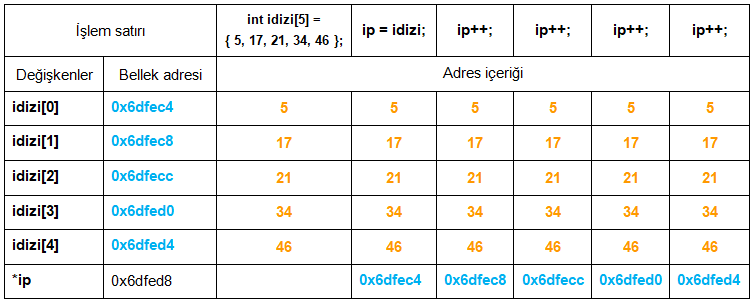 İşlem satırı int idizi[5] = { 5, 17, 21, 34, 46 }; ip = idizi; ip++; ip++; ip++; ip++;
Değişkenler Bellek adresi Adres içeriği
idizi[0] 0x6dfec4 5 5 5 5 5 5
idizi[1] 0x6dfec8 17 17 17 17 17 17
idizi[2] 0x6dfecc 21 21 21 21 21 21
idizi[3] 0x6dfed0 34 34 34 34 34 34
idizi[4] 0x6dfed4 46 46 46 46 46 46
*ip 0x6dfed8 0x6dfec4 0x6dfec8 0x6dfecc 0x6dfed0 0x6dfed4